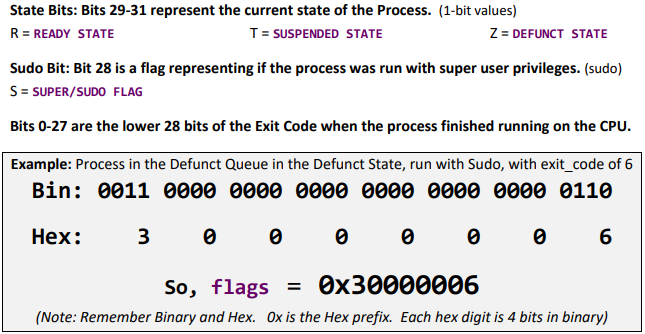 State Bits: Bits 29-31 represent the current state of the Process. (1-bit values)
R = READY STATE T = SUSPENDED STATE Z = DEFUNCT STATE
Sudo Bit: Bit 28 is a flag representing if the process was run with super user privileges. (sudo)
S = SUPER/SUDO FLAG
Bits 0-27 are the lower 28 bits of the Exit Code when the process finished running on the CPU.
Example: Process in the Defunct Queue in the Defunct State, run with Sudo, with exit_code of 6
Bin: 0011 0000 0000 0000 0000 0000 0000 0110
Hex: 3 0 0 0 0 0 0 6
So, flags = 0x30000006
(Note: Remember Binary and Hex. 0x is the Hex prefix. Each hex digit is 4 bits in binary)